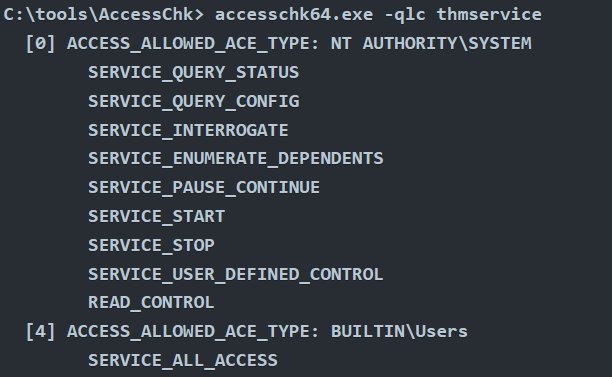 C:\tools\AccessChk> accesschk64.exe -qlc thmservice
[0] ACCESS_ALLOWED_ACE_TYPE: NT AUTHORITY\SYSTEM
SERVICE_QUERY_STATUS
SERVICE_QUERY_CONFIG
SERVICE_INTERROGATE
SERVICE_ENUMERATE_DEPENDENTS
SERVICE_PAUSE_CONTINUE
SERVICE_START
SERVICE_STOP
SERVICE_USER_DEFINED_CONTROL
READ_CONTROL
[4] ACCESS_ALLOWED_ACE_TYPE: BUILTIN\Users
SERVICE_ALL_ACCESS